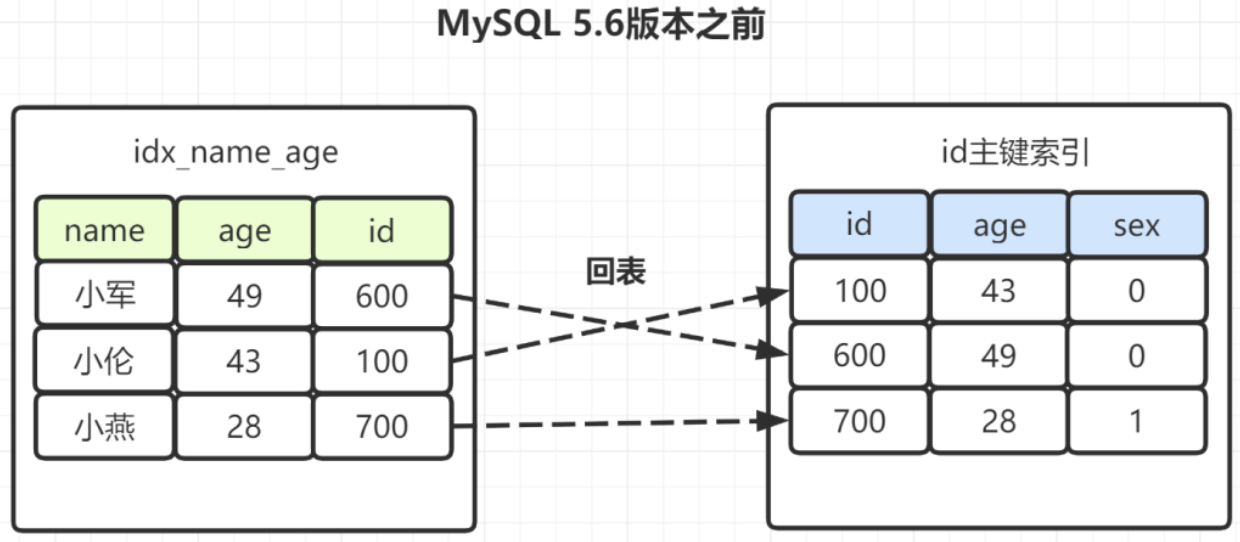 MySQL 5.6版本之前
idx_name_age
name age id
小军 49 600
小伦 43 100
小燕 28 700
回表
id主键索引
id age sex
100 43 0
600 49 0
700 28 1